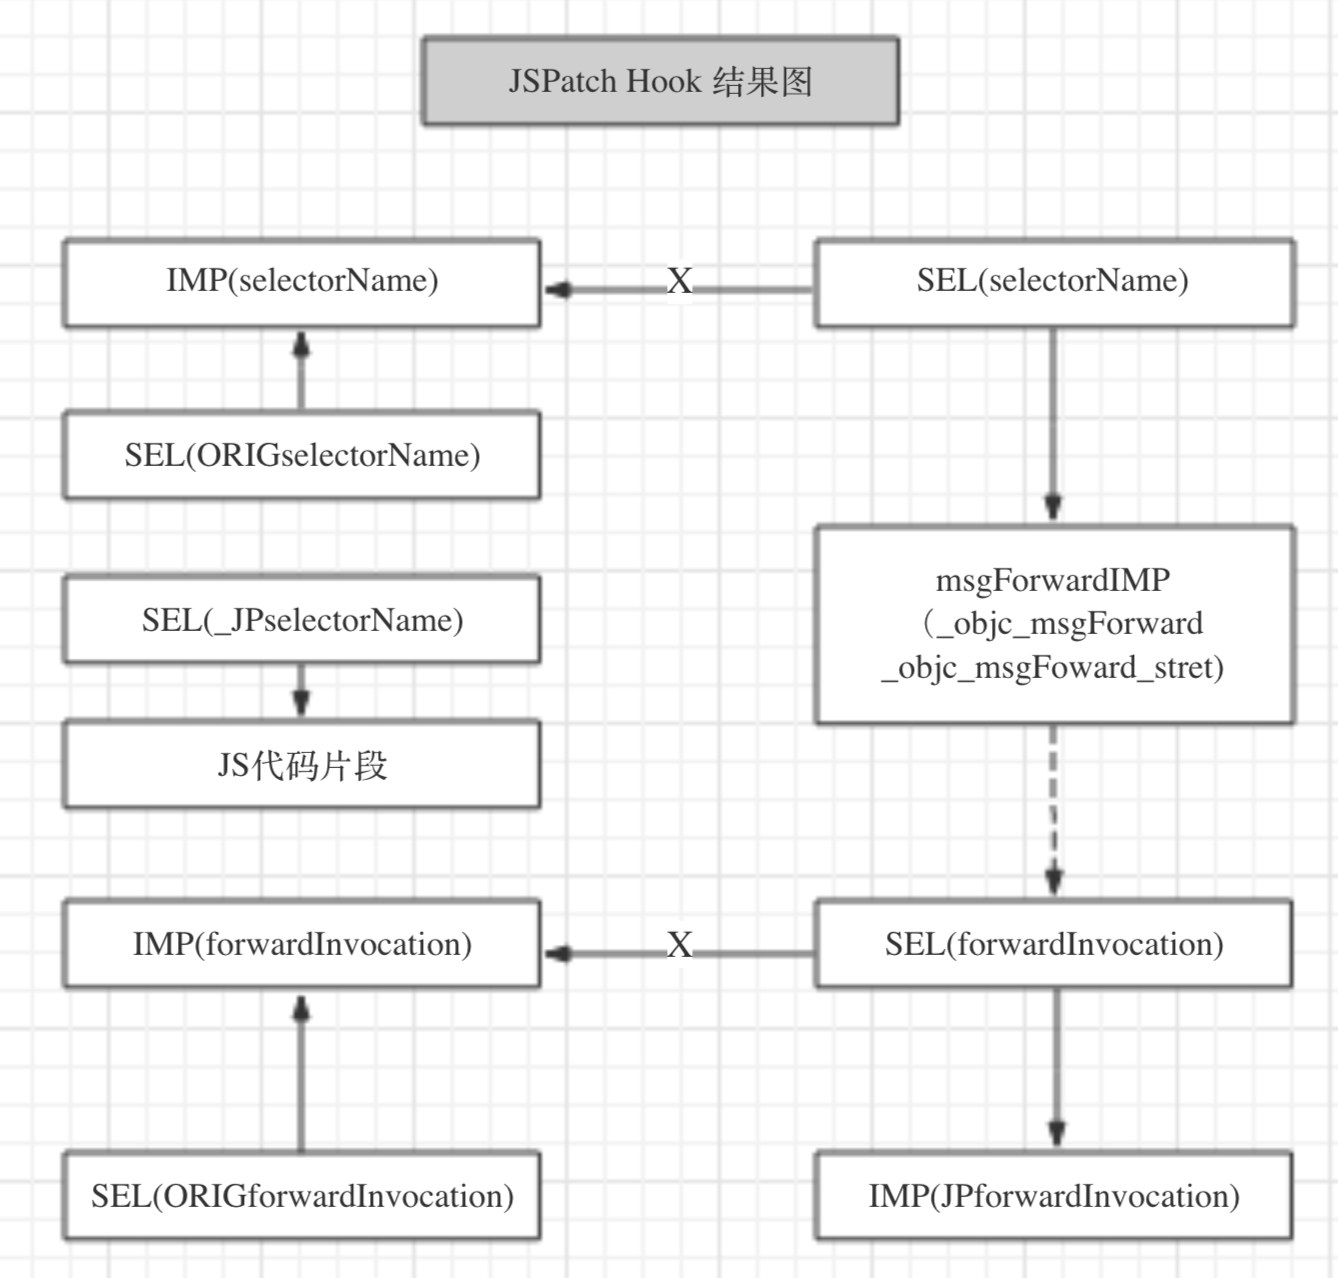 JSPatch Hook 结果图
IMP(selectorName)
X
SEL(selectorName)
SEL(ORIGselectorName)
SEL(_JPselectorName)
msgForwardIMP
（_objc_msgForward
_objc_msgFoward_stret)
JS代码片段
IMP(forwardInvocation)
X
SEL(forwardInvocation)
SEL(ORIGforwardInvocation)
IMP(JPforwardInvocation)